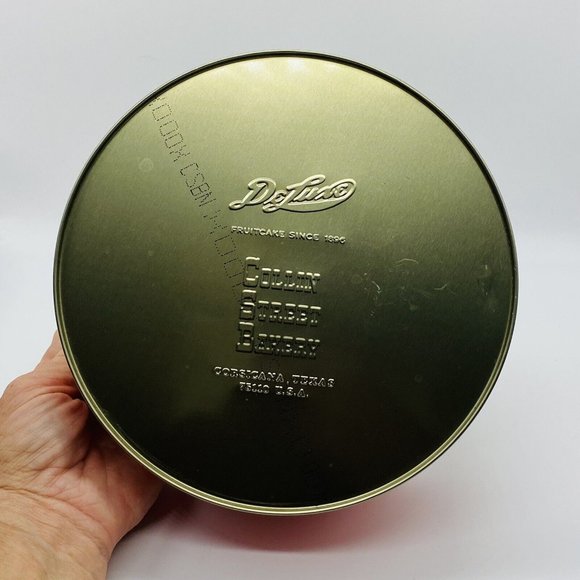 DeLuxe
FRUITCAKE SINCE 1896
COLLIN
STREET
BAKERY
CORSICANA, TEXAS
75110 U.S.A.